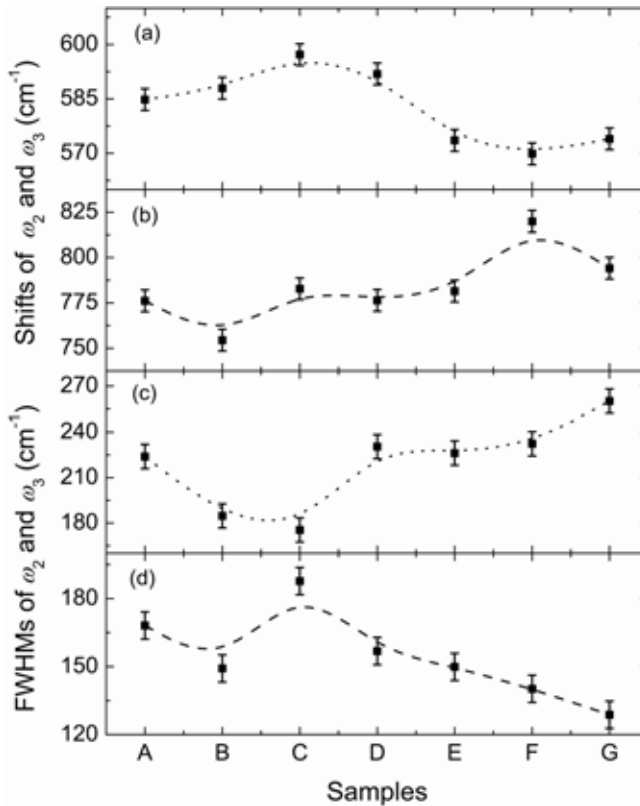 Shifts of ω₂ and ω₃ (cm⁻¹)
(a)
600
585
570
(b)
825
800
775
750
FWHMs of ω₂ and ω₃ (cm⁻¹)
(c)
270
240
210
180
(d)
180
150
120
A B C D E F G
Samples